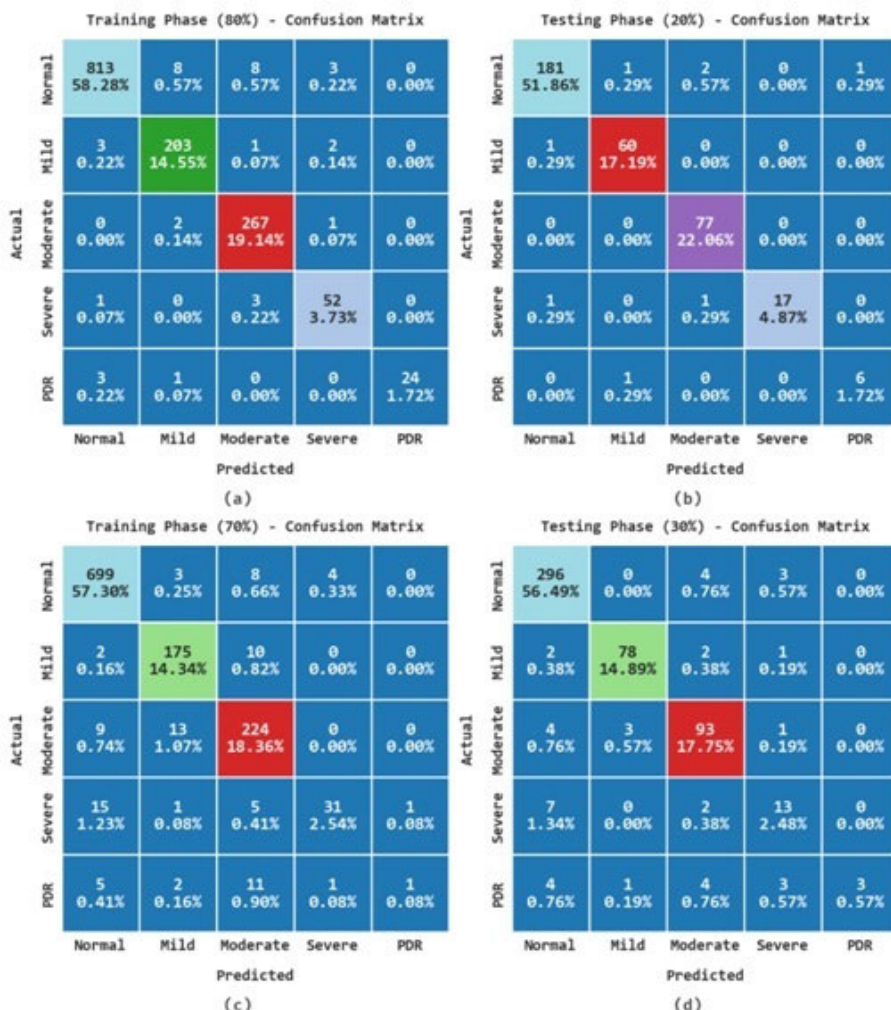 Training Phase (80%) - Confusion Matrix
Normal
813 8 8 3 0
58.28% 0.57% 0.57% 0.22% 0.00%
Mild
3 203 1 2 0
0.22% 14.55% 0.07% 0.14% 0.00%
Actual
Moderate
0 2 267 1 0
0.00% 0.14% 19.14% 0.07% 0.00%
Severe
1 0 3 52 0
0.07% 0.00% 0.22% 3.73% 0.00%
PDR
3 1 0 0 24
0.22% 0.07% 0.00% 0.00% 1.72%
Normal Mild Moderate Severe PDR
Predicted
(a)
Testing Phase (20%) - Confusion Matrix
Normal
181 1 2 0 1
51.86% 0.29% 0.57% 0.00% 0.29%
Mild
1 60 0 0 0
0.29% 17.19% 0.00% 0.00% 0.00%
Actual
Moderate
0 0 77 0 0
0.00% 0.00% 22.06% 0.00% 0.00%
Severe
1 0 1 17 0
0.29% 0.00% 0.29% 4.87% 0.00%
PDR
0 1 0 0 6
0.00% 0.29% 0.00% 0.00% 1.72%
Normal Mild Moderate Severe PDR
Predicted
(b)
Training Phase (70%) - Confusion Matrix
Normal
699 3 8 4 0
57.30% 0.25% 0.66% 0.33% 0.00%
Mild
2 175 10 0 0
0.16% 14.34% 0.82% 0.00% 0.00%
Actual
Moderate
9 13 224 0 0
0.74% 1.07% 18.36% 0.00% 0.00%
Severe
15 1 5 31 1
1.23% 0.08% 0.41% 2.54% 0.08%
PDR
5 2 11 1 1
0.41% 0.16% 0.90% 0.08% 0.08%
Normal Mild Moderate Severe PDR
Predicted
(c)
Testing Phase (30%) - Confusion Matrix
Normal
296 0 4 3 0
56.49% 0.00% 0.76% 0.57% 0.00%
Mild
2 78 2 1 0
0.38% 14.89% 0.38% 0.19% 0.00%
Actual
Moderate
4 3 93 1 0
0.76% 0.57% 17.75% 0.19% 0.00%
Severe
7 0 2 13 0
1.34% 0.00% 0.38% 2.48% 0.00%
PDR
4 1 4 3 3
0.76% 0.19% 0.76% 0.57% 0.57%
Normal Mild Moderate Severe PDR
Predicted
(d)